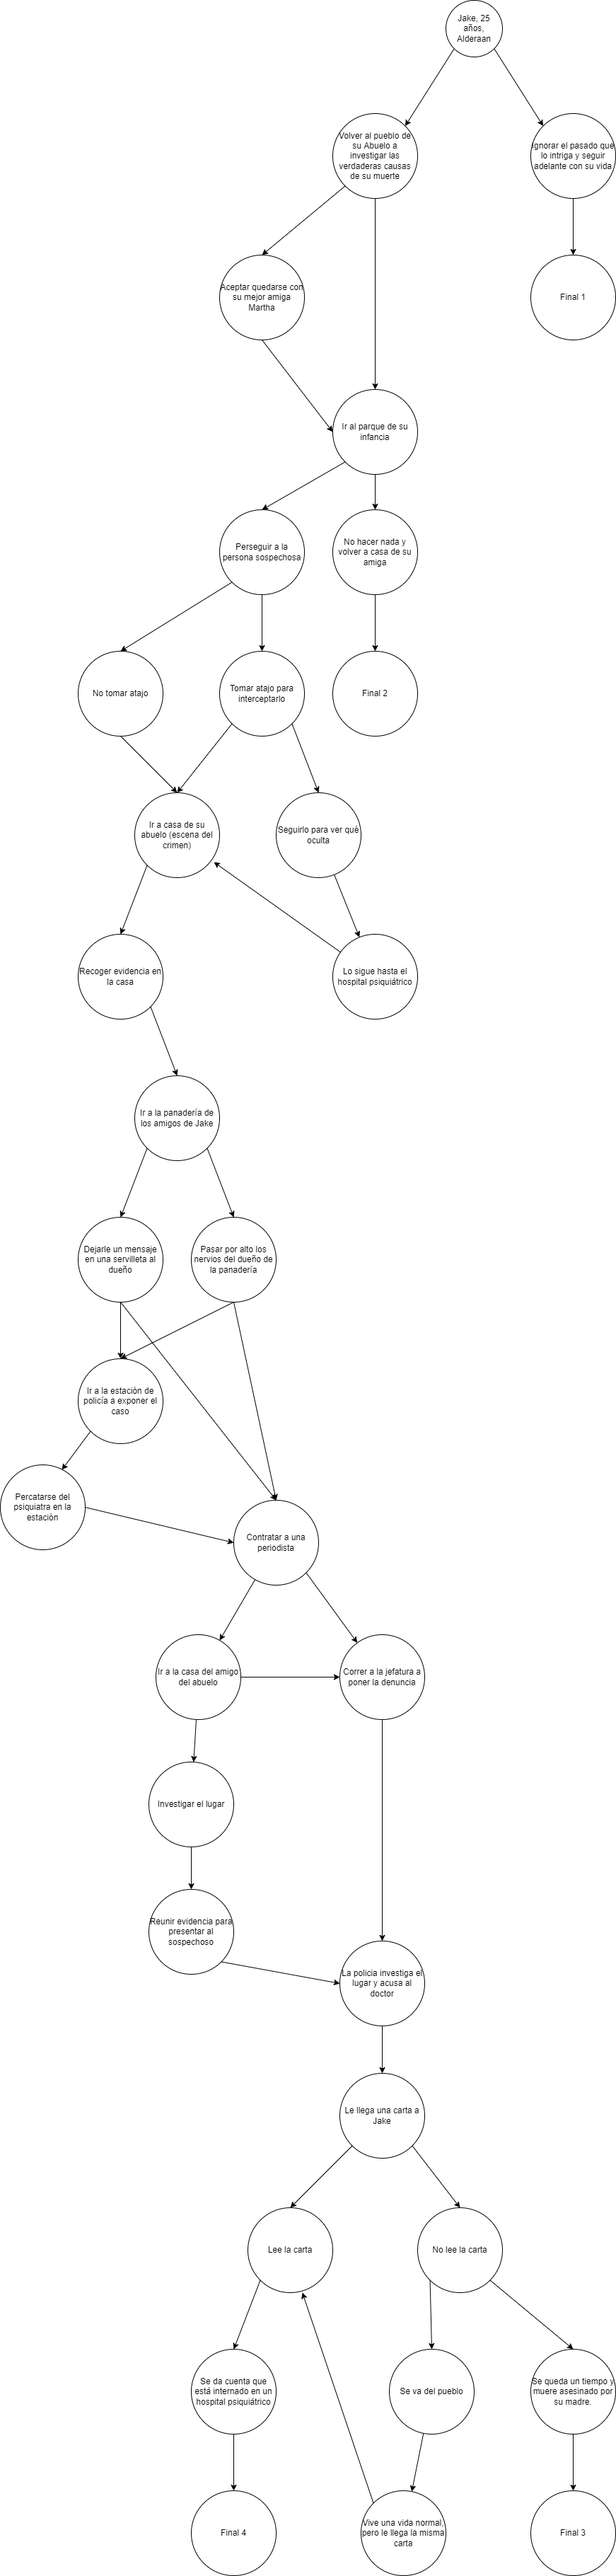 Jake, 25
años,
Alderaan
Volver al pueblo de
su Abuelo a
investigar las
verdaderas causas
de su muerte
Ignorar el pasado que
lo intriga y seguir
adelante con su vida
Aceptar quedarse con
su mejor amiga
Martha
Final 1
Ir al parque de su
infancia
Perseguir a la
persona sospechosa
No hacer nada y
volver a casa de su
amiga
No tomar atajo
Tomar atajo para
interceptarlo
Final 2
Ir a casa de su
abuelo (escena del
crimen)
Seguirlo para ver qué
oculta
Recoger evidencia en
la casa
Lo sigue hasta el
hospital psiquiátrico
Ir a la panadería de
los amigos de Jake
Dejarle un mensaje
en una servilleta al
dueño
Pasar por alto los
nervios del dueño de
la panadería
Ir a la estación de
policía a exponer el
caso
Percatarse del
psiquiatra en la
estación
Contratar a una
periodista
Ir a la casa del amigo
del abuelo
Correr a la jefatura a
poner la denuncia
Investigar el lugar
Reunir evidencia para
presentar al
sospechoso
La policia investiga el
lugar y acusa al
doctor
Le llega una carta a
Jake
Lee la carta
No lee la carta
Se da cuenta que
está internado en un
hospital psiquiátrico
Se va del pueblo
Se queda un tiempo y
muere asesinado por
su madre.
Final 4
Vive una vida normal,
pero le llega la misma
carta
Final 3